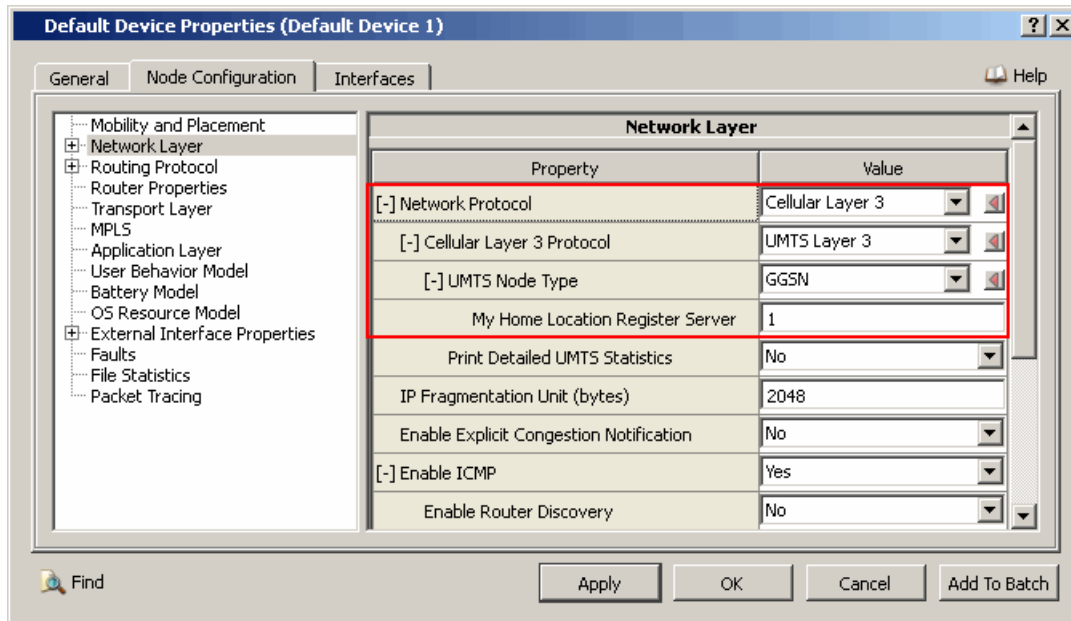 Default Device Properties (Default Device 1)
General Node Configuration Interfaces Help
Mobility and Placement
Network Layer
Routing Protocol
Router Properties
Transport Layer
MPLS
Application Layer
User Behavior Model
Battery Model
OS Resource Model
External Interface Properties
Faults
File Statistics
Packet Tracing
Network Layer
Property Value
[-] Network Protocol Cellular Layer 3
[-] Cellular Layer 3 Protocol UMTS Layer 3
[-] UMTS Node Type GGSN
My Home Location Register Server 1
Print Detailed UMTS Statistics No
IP Fragmentation Unit (bytes) 2048
Enable Explicit Congestion Notification No
[-] Enable ICMP Yes
Enable Router Discovery No
Find Apply OK Cancel Add To Batch